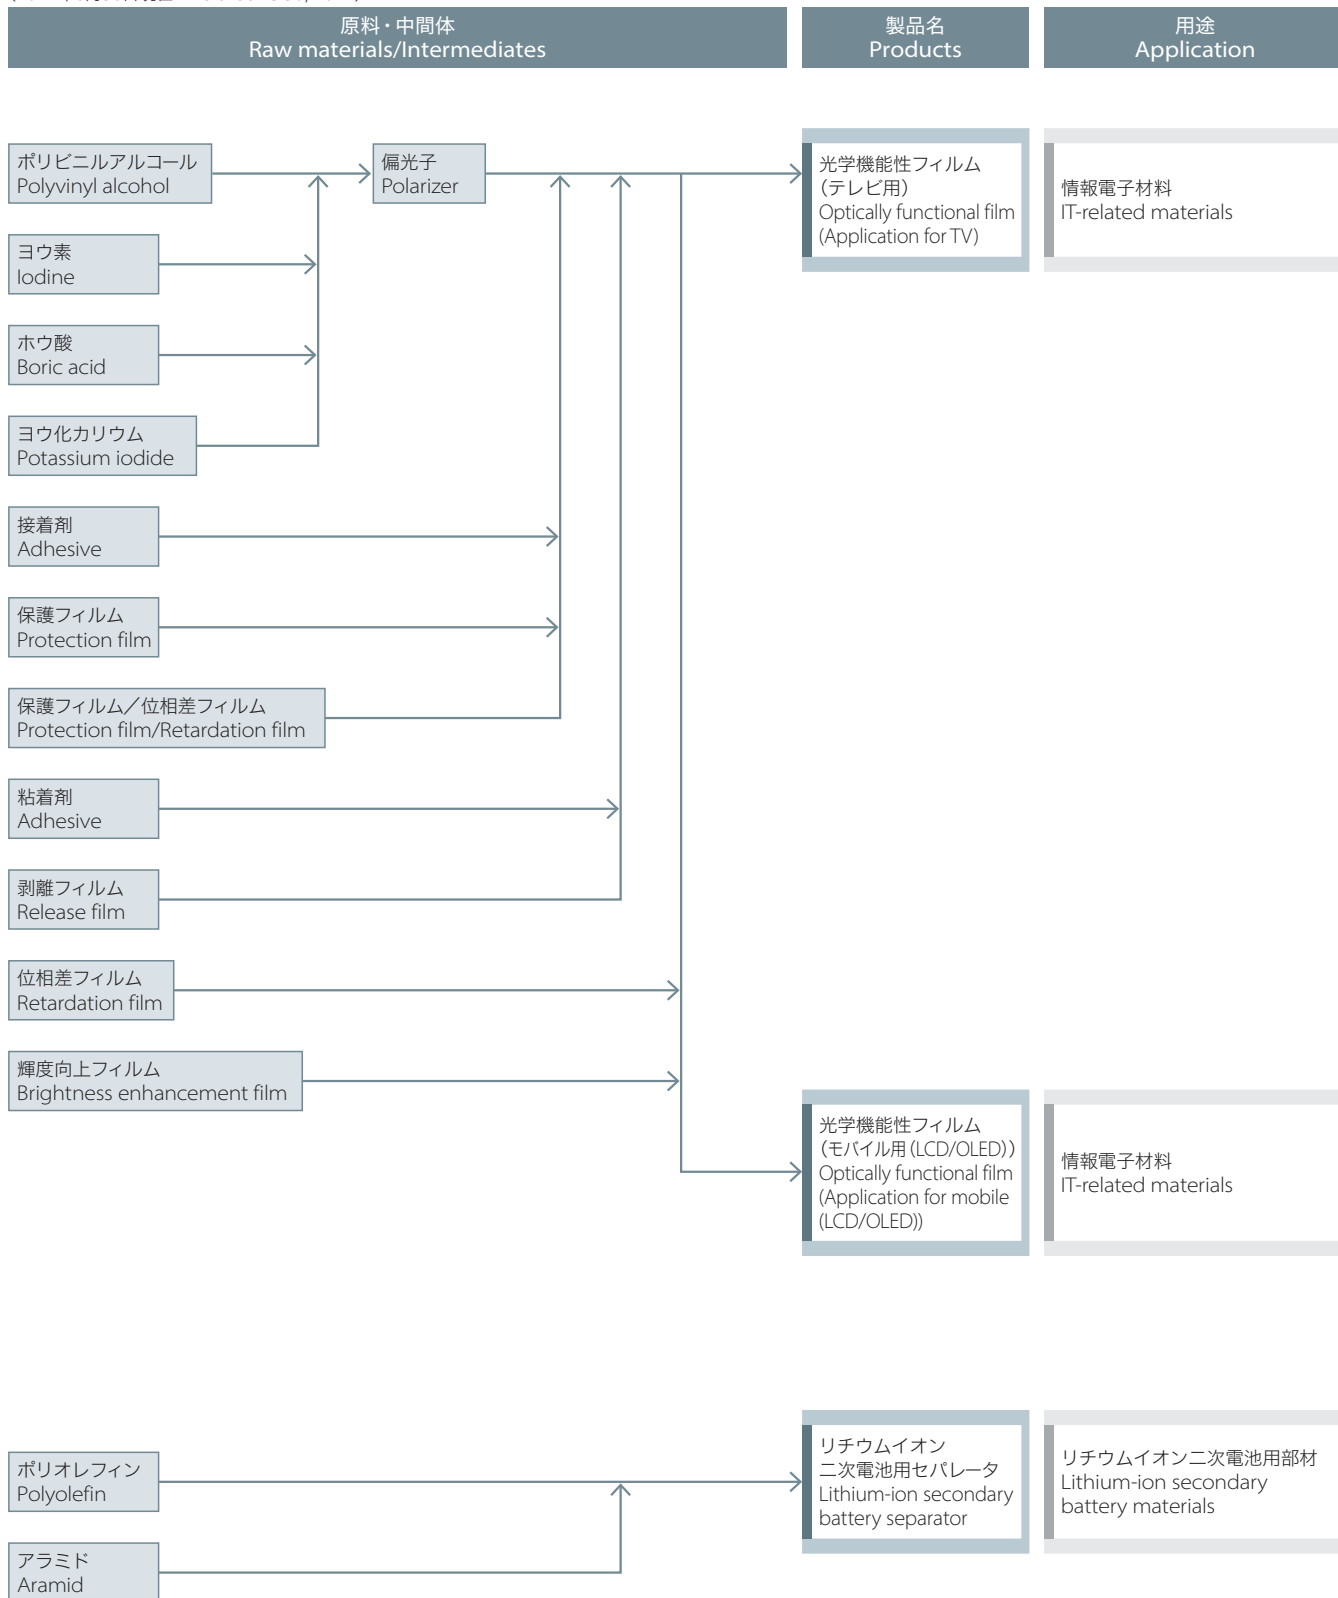 原料・中間体
Raw materials/Intermediates
製品名
Products
用途
Application
ポリビニルアルコール
Polyvinyl alcohol
偏光子
Polarizer
光学機能性フィルム
（テレビ用）
Optically functional film
(Application for TV)
情報電子材料
IT-related materials
ヨウ素
Iodine
ホウ酸
Boric acid
ヨウ化カリウム
Potassium iodide
接着剤
Adhesive
保護フィルム
Protection film
保護フィルム／位相差フィルム
Protection film/Retardation film
粘着剤
Adhesive
剥離フィルム
Release film
位相差フィルム
Retardation film
輝度向上フィルム
Brightness enhancement film
光学機能性フィルム
（モバイル用（LCD/OLED））
Optically functional film
(Application for mobile
(LCD/OLED))
情報電子材料
IT-related materials
ポリオレフィン
Polyolefin
リチウムイオン
二次電池用セパレータ
Lithium-ion secondary
battery separator
リチウムイオン二次電池用部材
Lithium-ion secondary
battery materials
アラミド
Aramid